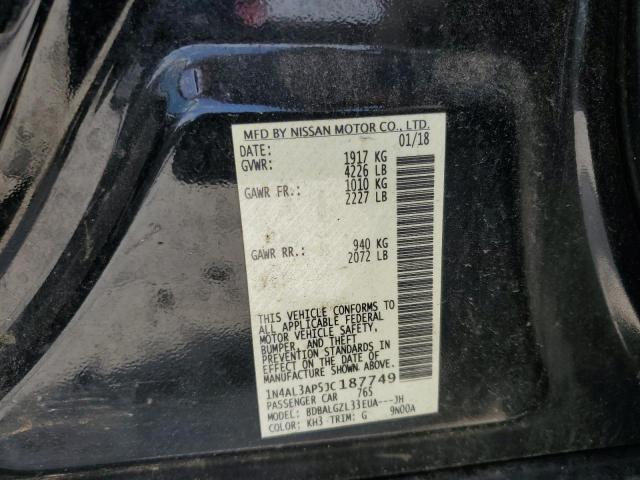 MFD BY NISSAN MOTOR CO., LTD.
DATE: 01/18
GVWR: 1917 KG
4226 LB
GAWR FR.: 1010 KG
2227 LB
GAWR RR.: 940 KG
2072 LB
THIS VEHICLE CONFORMS TO
ALL APPLICABLE FEDERAL
MOTOR VEHICLE SAFETY,
BUMPER, AND THEFT
PREVENTION STANDARDS IN
EFFECT ON THE DATE OF
MANUFACTURE SHOWN ABOVE.
1N4AL3AP5JC187749
PASSENGER CAR 765
MODEL: BDBALGZL33EUA---JH
COLOR: KH3 TRIM: G 9N00A